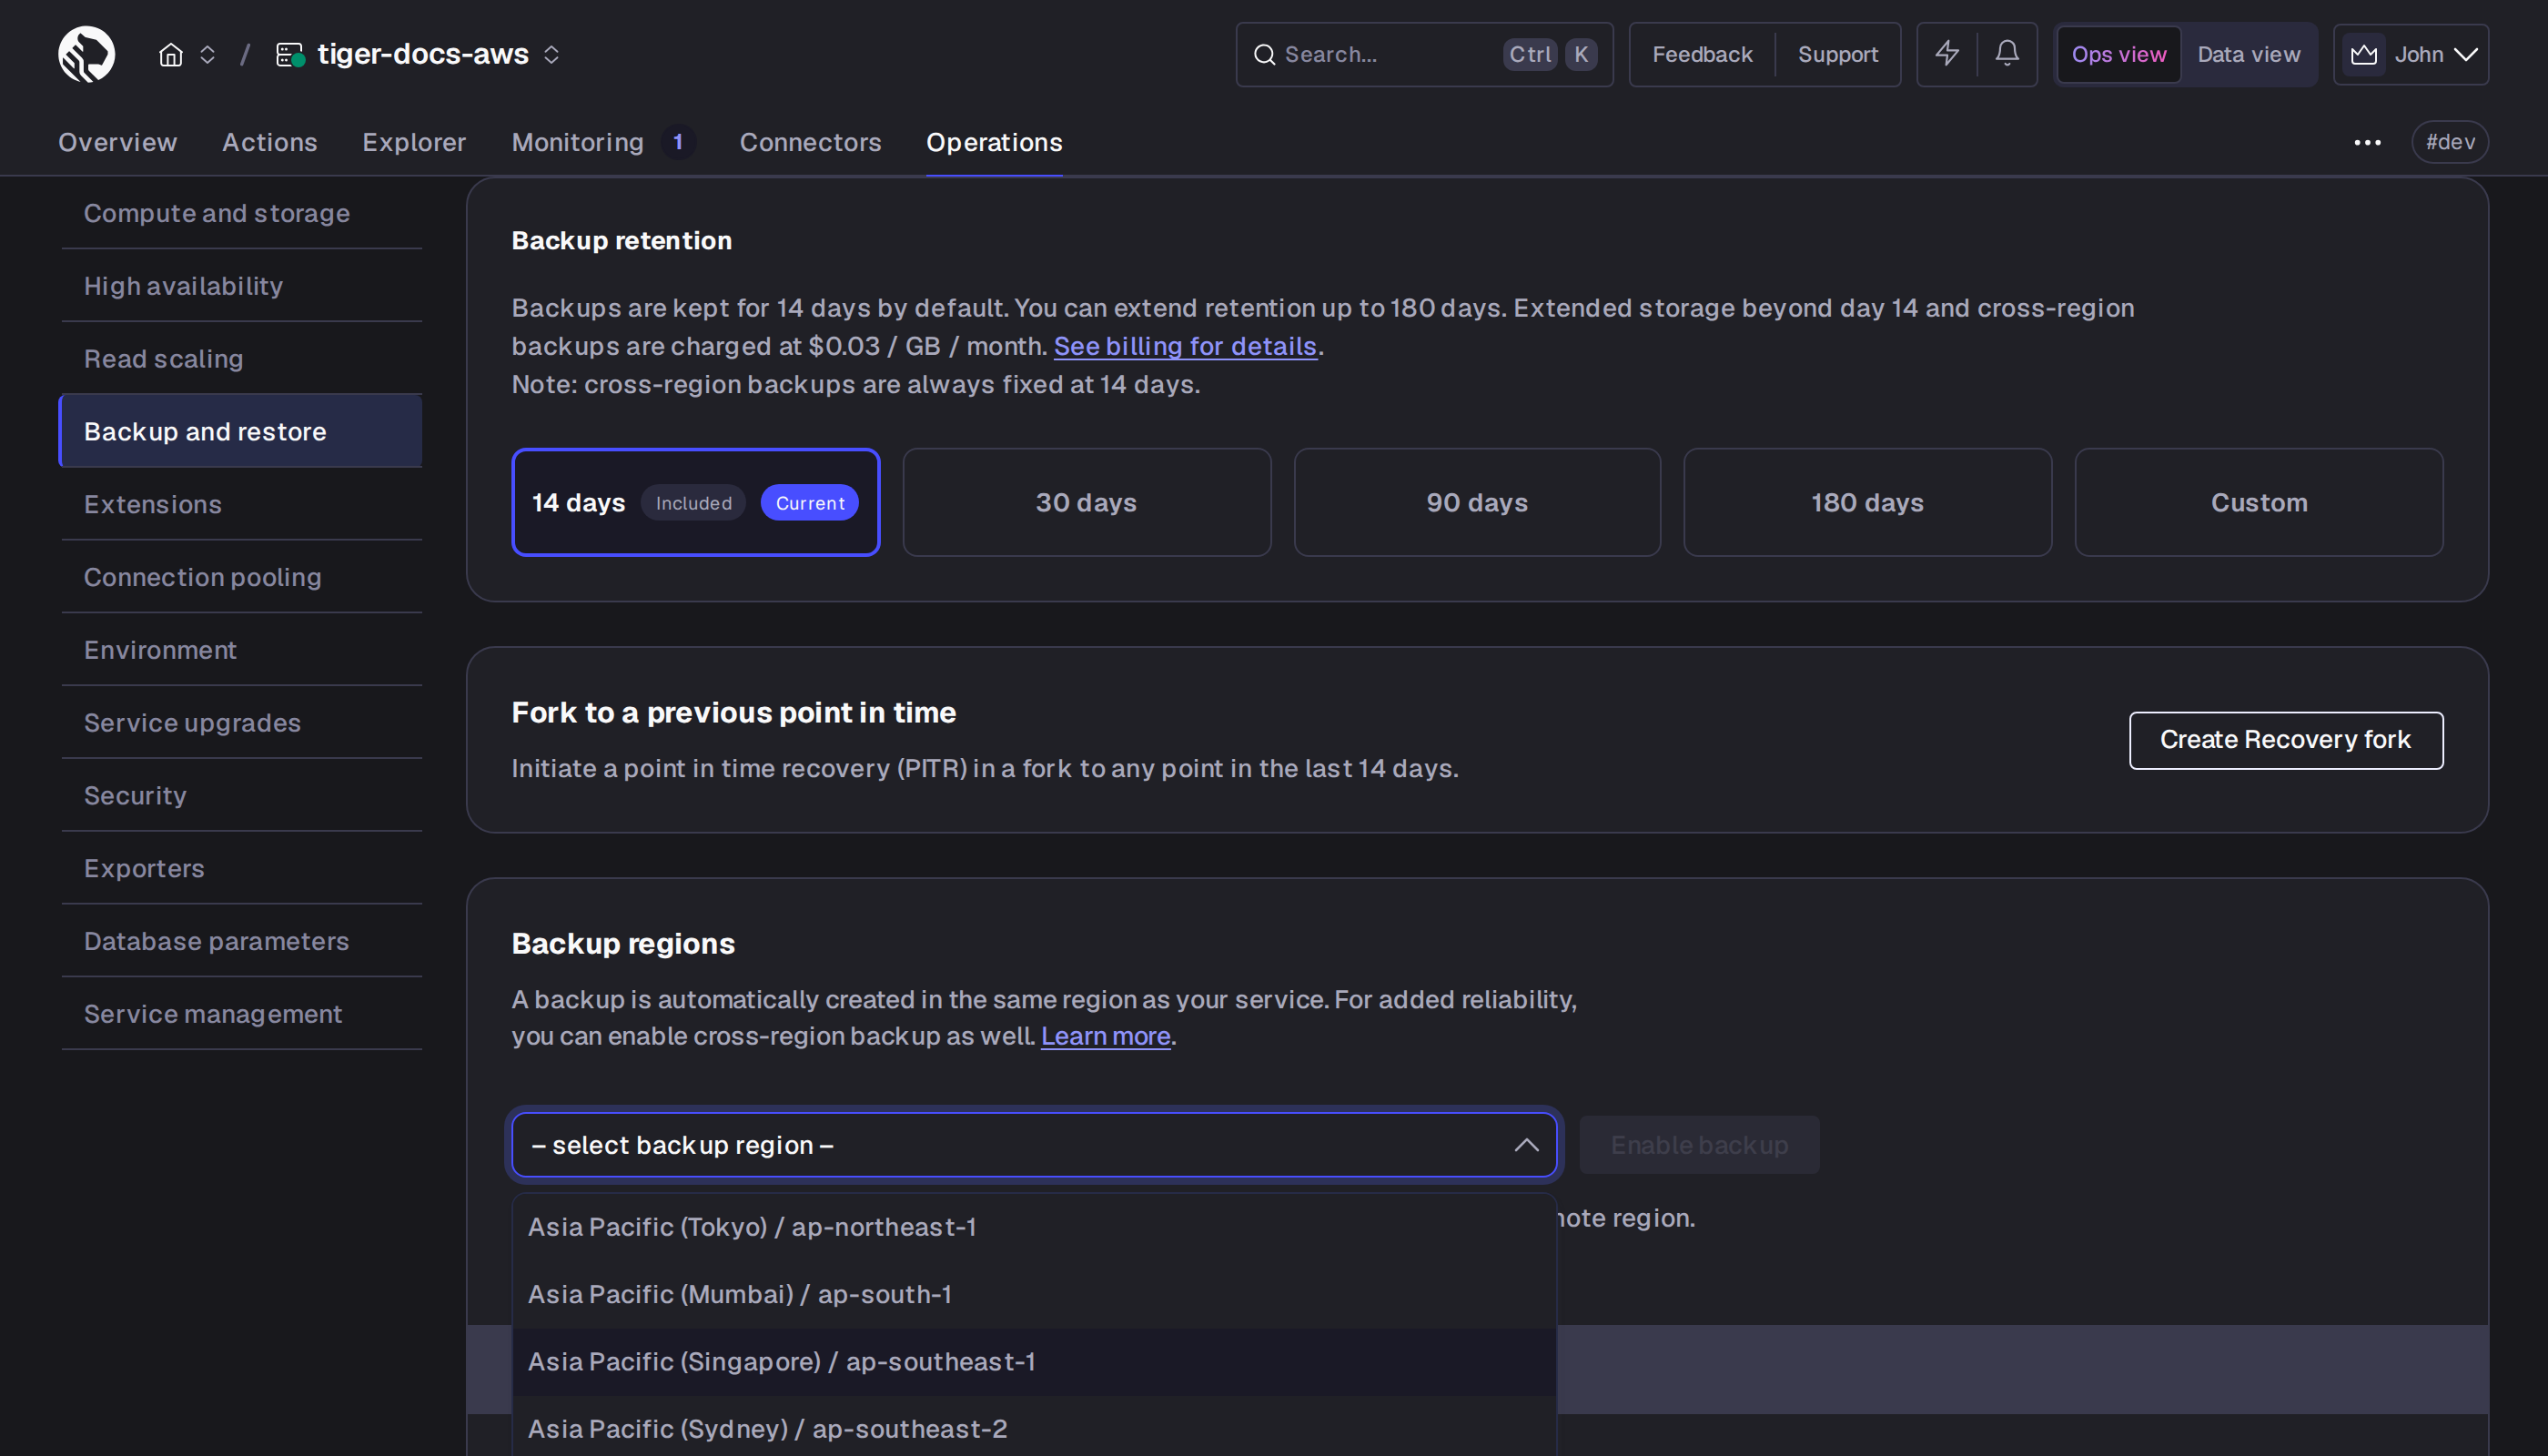 tiger-docs-aws
Search...
Ctrl
K
Feedback
Support
Ops view
Data view
John
Overview
Actions
Explorer
Monitoring
1
Connectors
Operations
#dev
Compute and storage
High availability
Read scaling
Backup and restore
Extensions
Connection pooling
Environment
Service upgrades
Security
Exporters
Database parameters
Service management
Backup retention
Backups are kept for 14 days by default. You can extend retention up to 180 days. Extended storage beyond day 14 and cross-region
backups are charged at $0.03 / GB / month. See billing for details.
Note: cross-region backups are always fixed at 14 days.
14 days
Included
Current
30 days
90 days
180 days
Custom
Fork to a previous point in time
Initiate a point in time recovery (PITR) in a fork to any point in the last 14 days.
Create Recovery fork
Backup regions
A backup is automatically created in the same region as your service. For added reliability,
you can enable cross-region backup as well. Learn more.
– select backup region –
Enable backup
region.
Asia Pacific (Tokyo) / ap-northeast-1
Asia Pacific (Mumbai) / ap-south-1
Asia Pacific (Singapore) / ap-southeast-1
Asia Pacific (Sydney) / ap-southeast-2